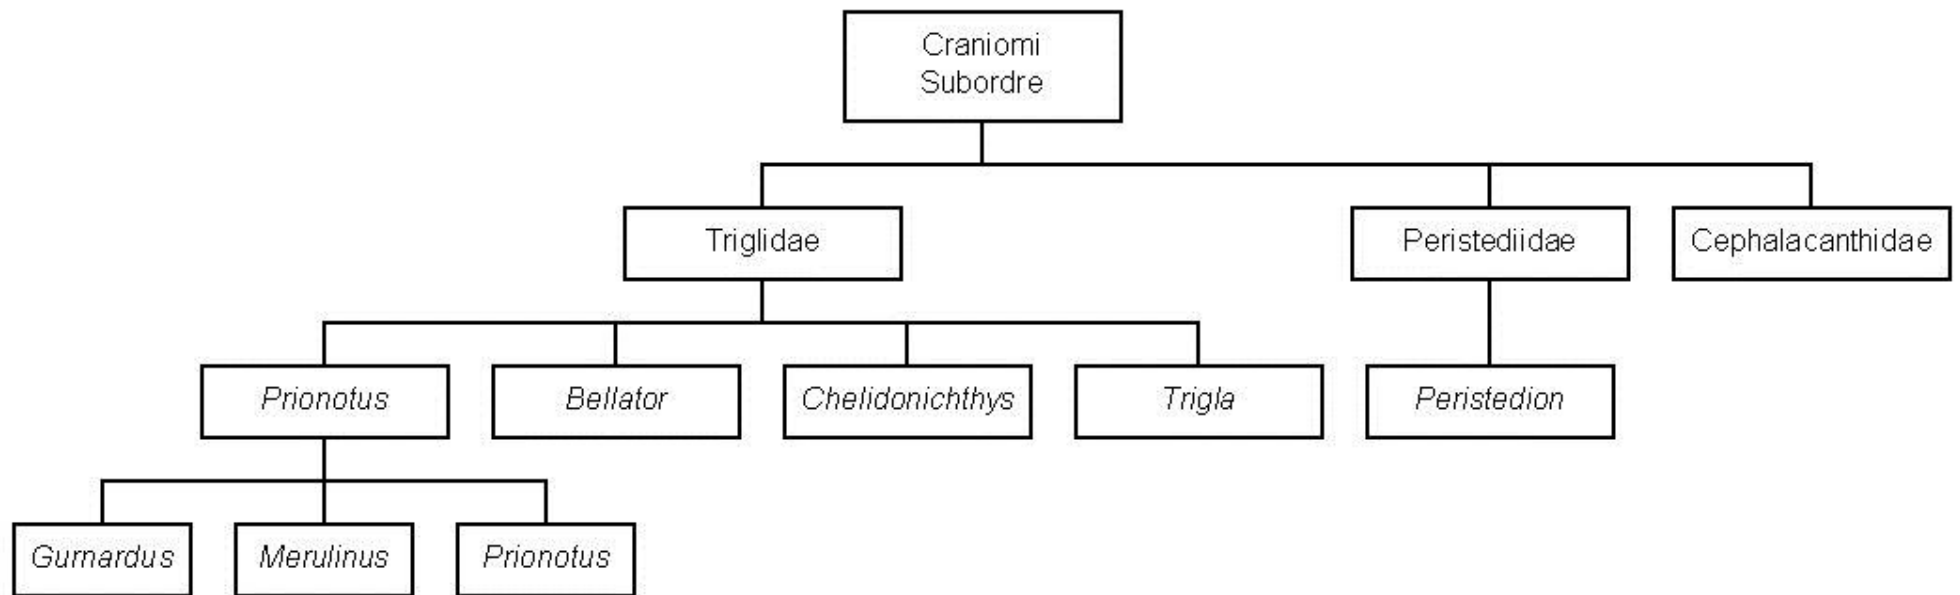 Craniomi
Subordre
Triglidae
Peristediidae
Cephalacanthidae
Prionotus
Bellator
Chelidonichthys
Trigla
Peristedion
Gurnardus
Merulinus
Prionotus